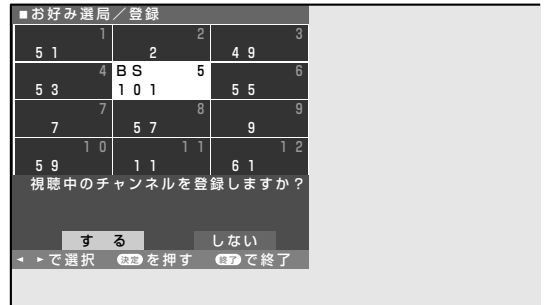 ■お好み選局／登録
1 2 3
51 2 49
4 BS 5 6
53 101 55
7 8 9
7 57 9
10 11 12
59 11 61
視聴中のチャンネルを登録しますか？
する しない
◂ ▸で選択 決定を押す 終了で終了